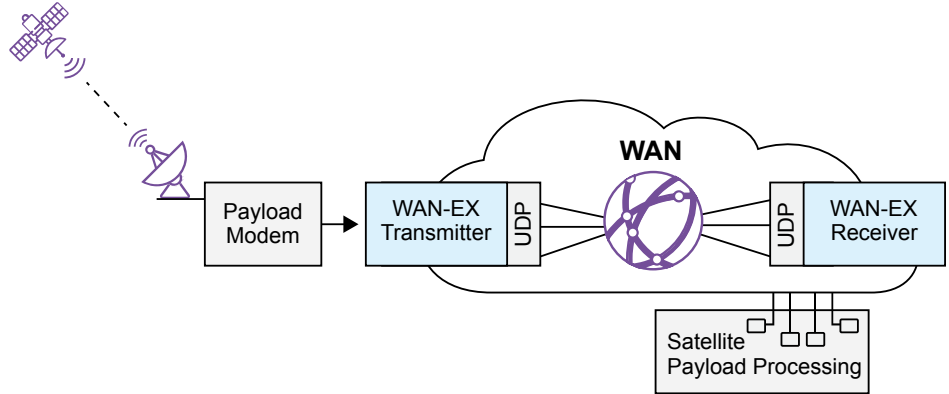 WAN
Payload
Modem
WAN-EX
Transmitter
UDP
UDP
WAN-EX
Receiver
Satellite
Payload Processing